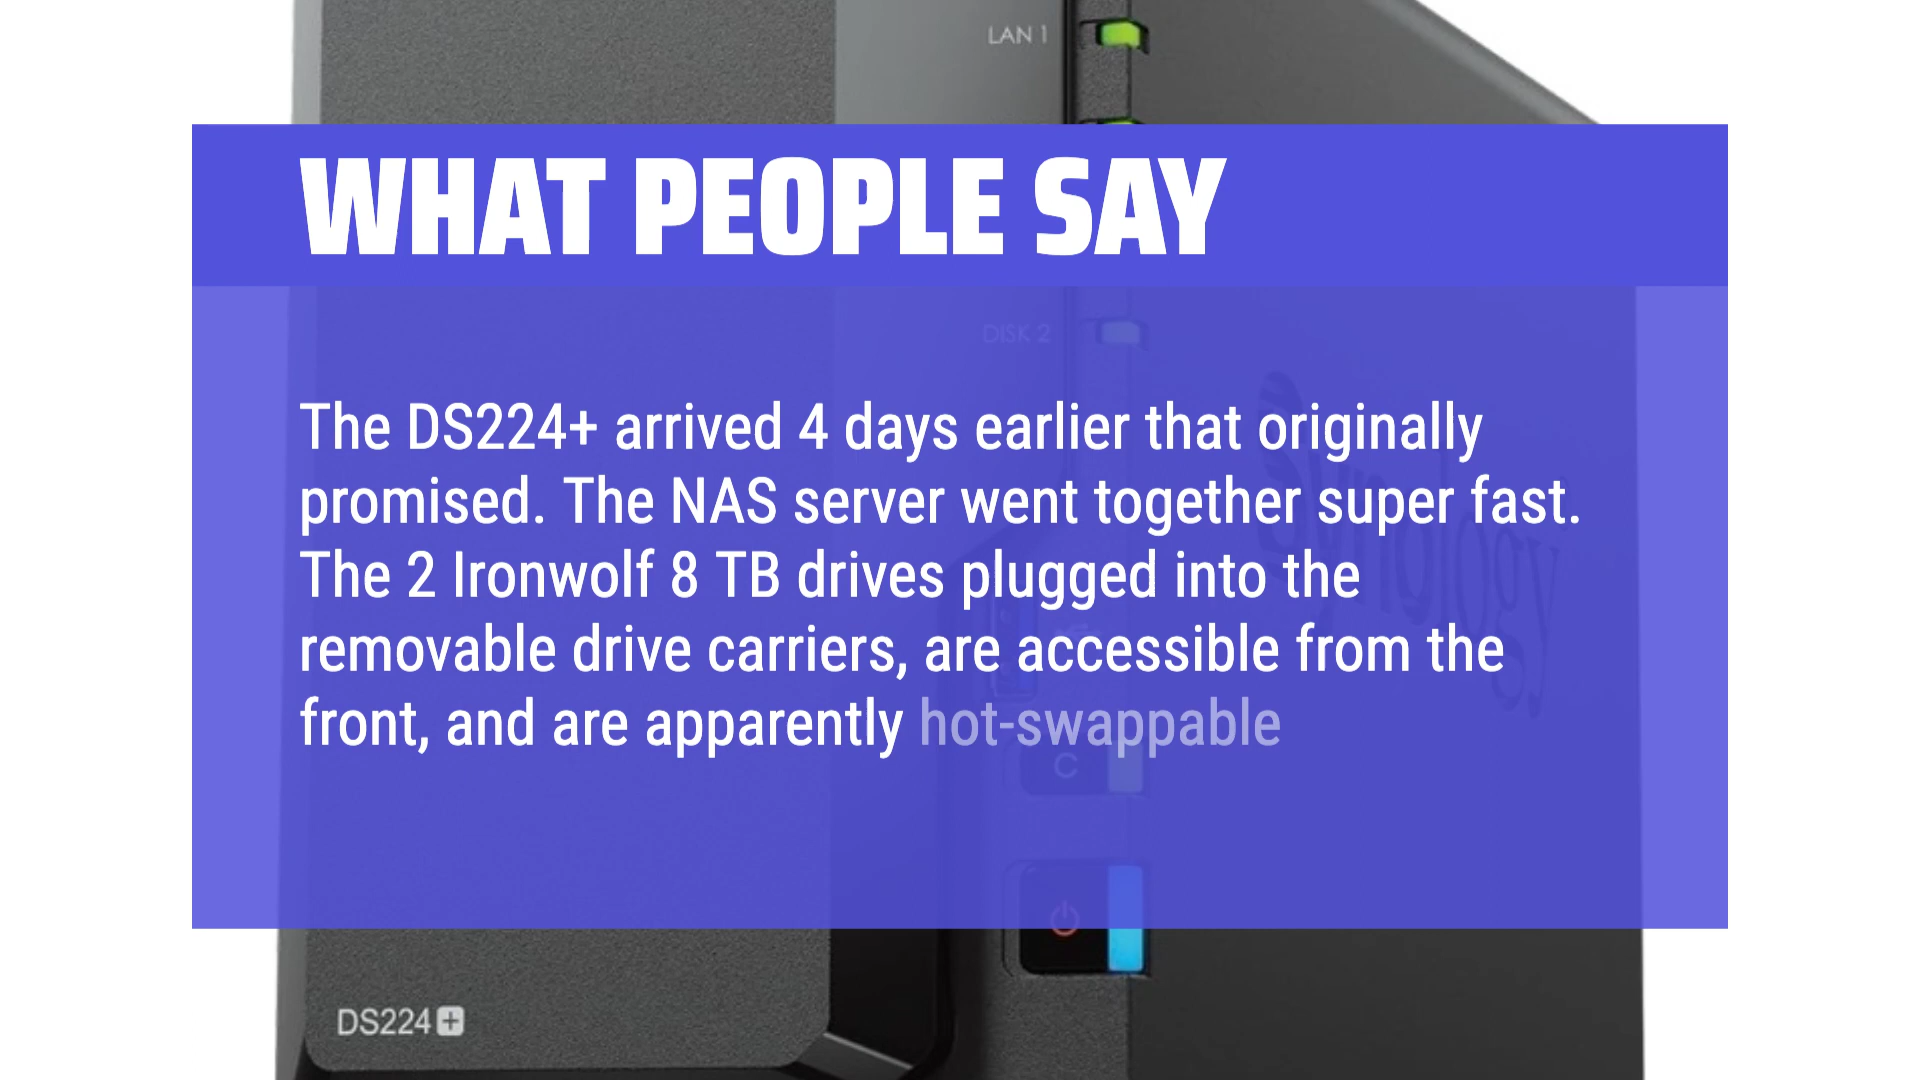 LAN 1
WHAT PEOPLE SAY
DISK 2
The DS224+ arrived 4 days earlier that originally
promised. The NAS server went together super fast.
The 2 Ironwolf 8 TB drives plugged into the
removable drive carriers, are accessible from the
front, and are apparently hot-swappable
Synology
C
DS224+